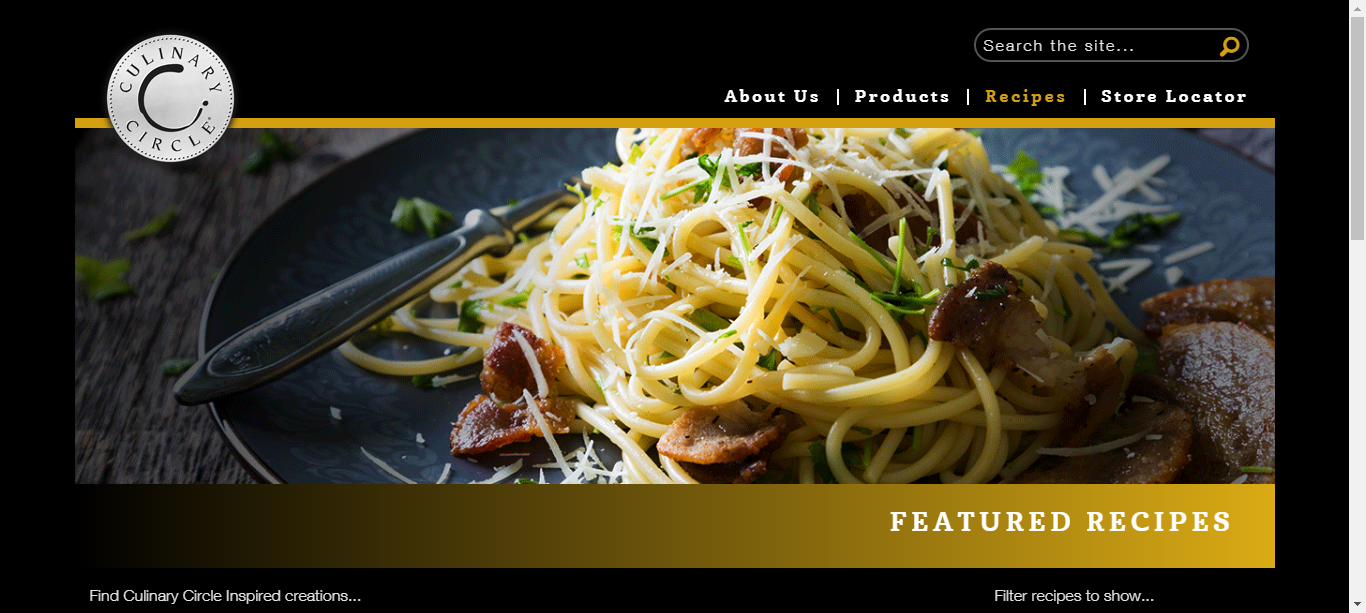 CULINARY
CIRCLE®
Search the site...
About Us | Products | Recipes | Store Locator
FEATURED RECIPES
Find Culinary Circle Inspired creations...
Filter recipes to show...